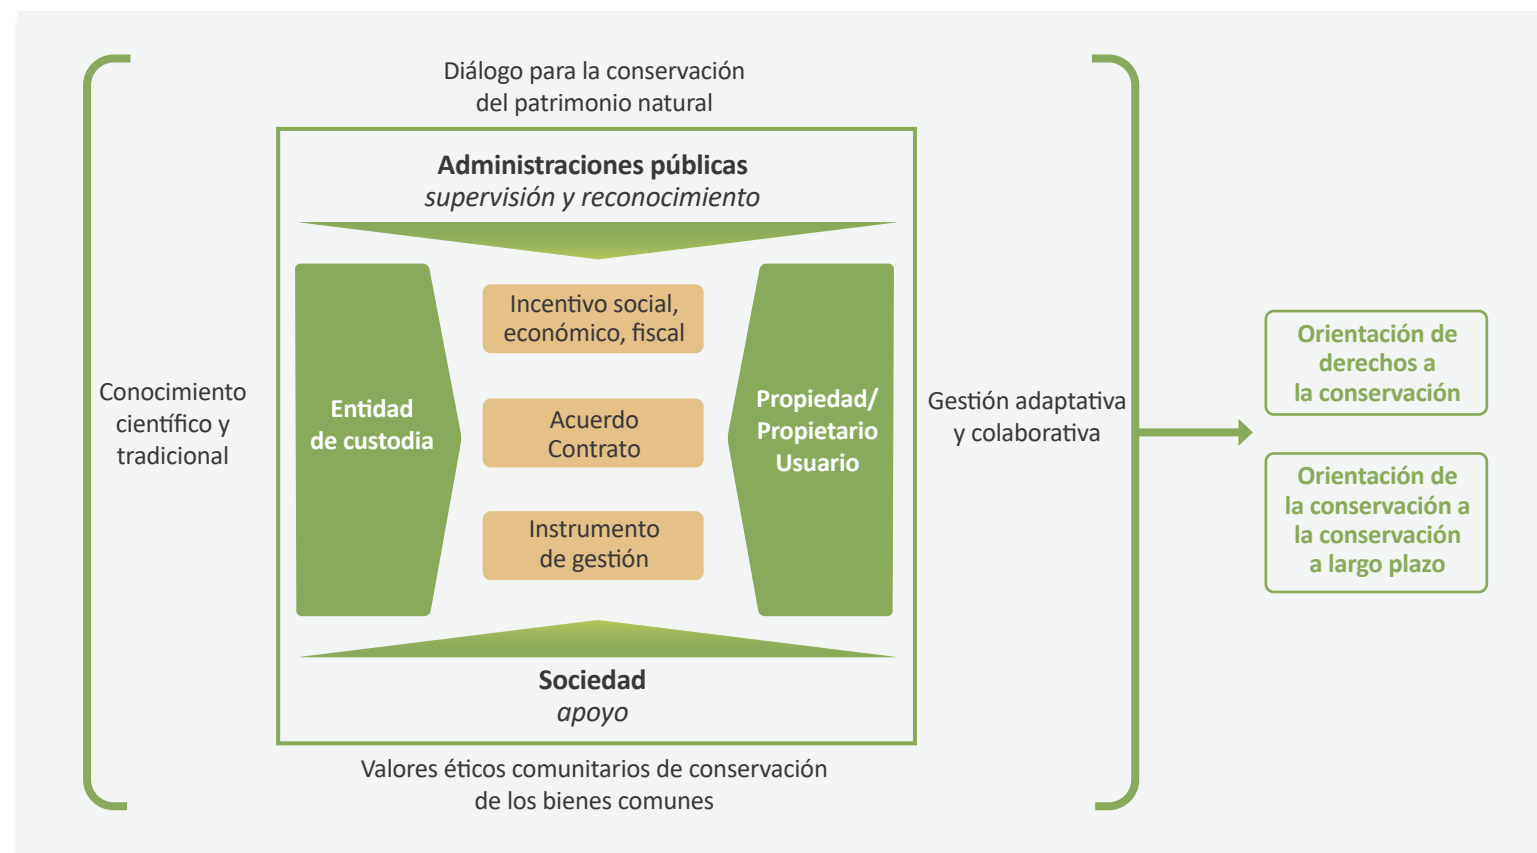 Diálogo para la conservación
del patrimonio natural
Administraciones públicas
supervisión y reconocimiento
Conocimiento
científico y
tradicional
Entidad
de custodia
Incentivo social,
económico, fiscal
Acuerdo
Contrato
Instrumento
de gestión
Propiedad/
Propietario
Usuario
Gestión adaptativa
y colaborativa
Sociedad
apoyo
Valores éticos comunitarios de conservación
de los bienes comunes
Orientación de
derechos a
la conservación
Orientación de
la conservación a
la conservación
a largo plazo